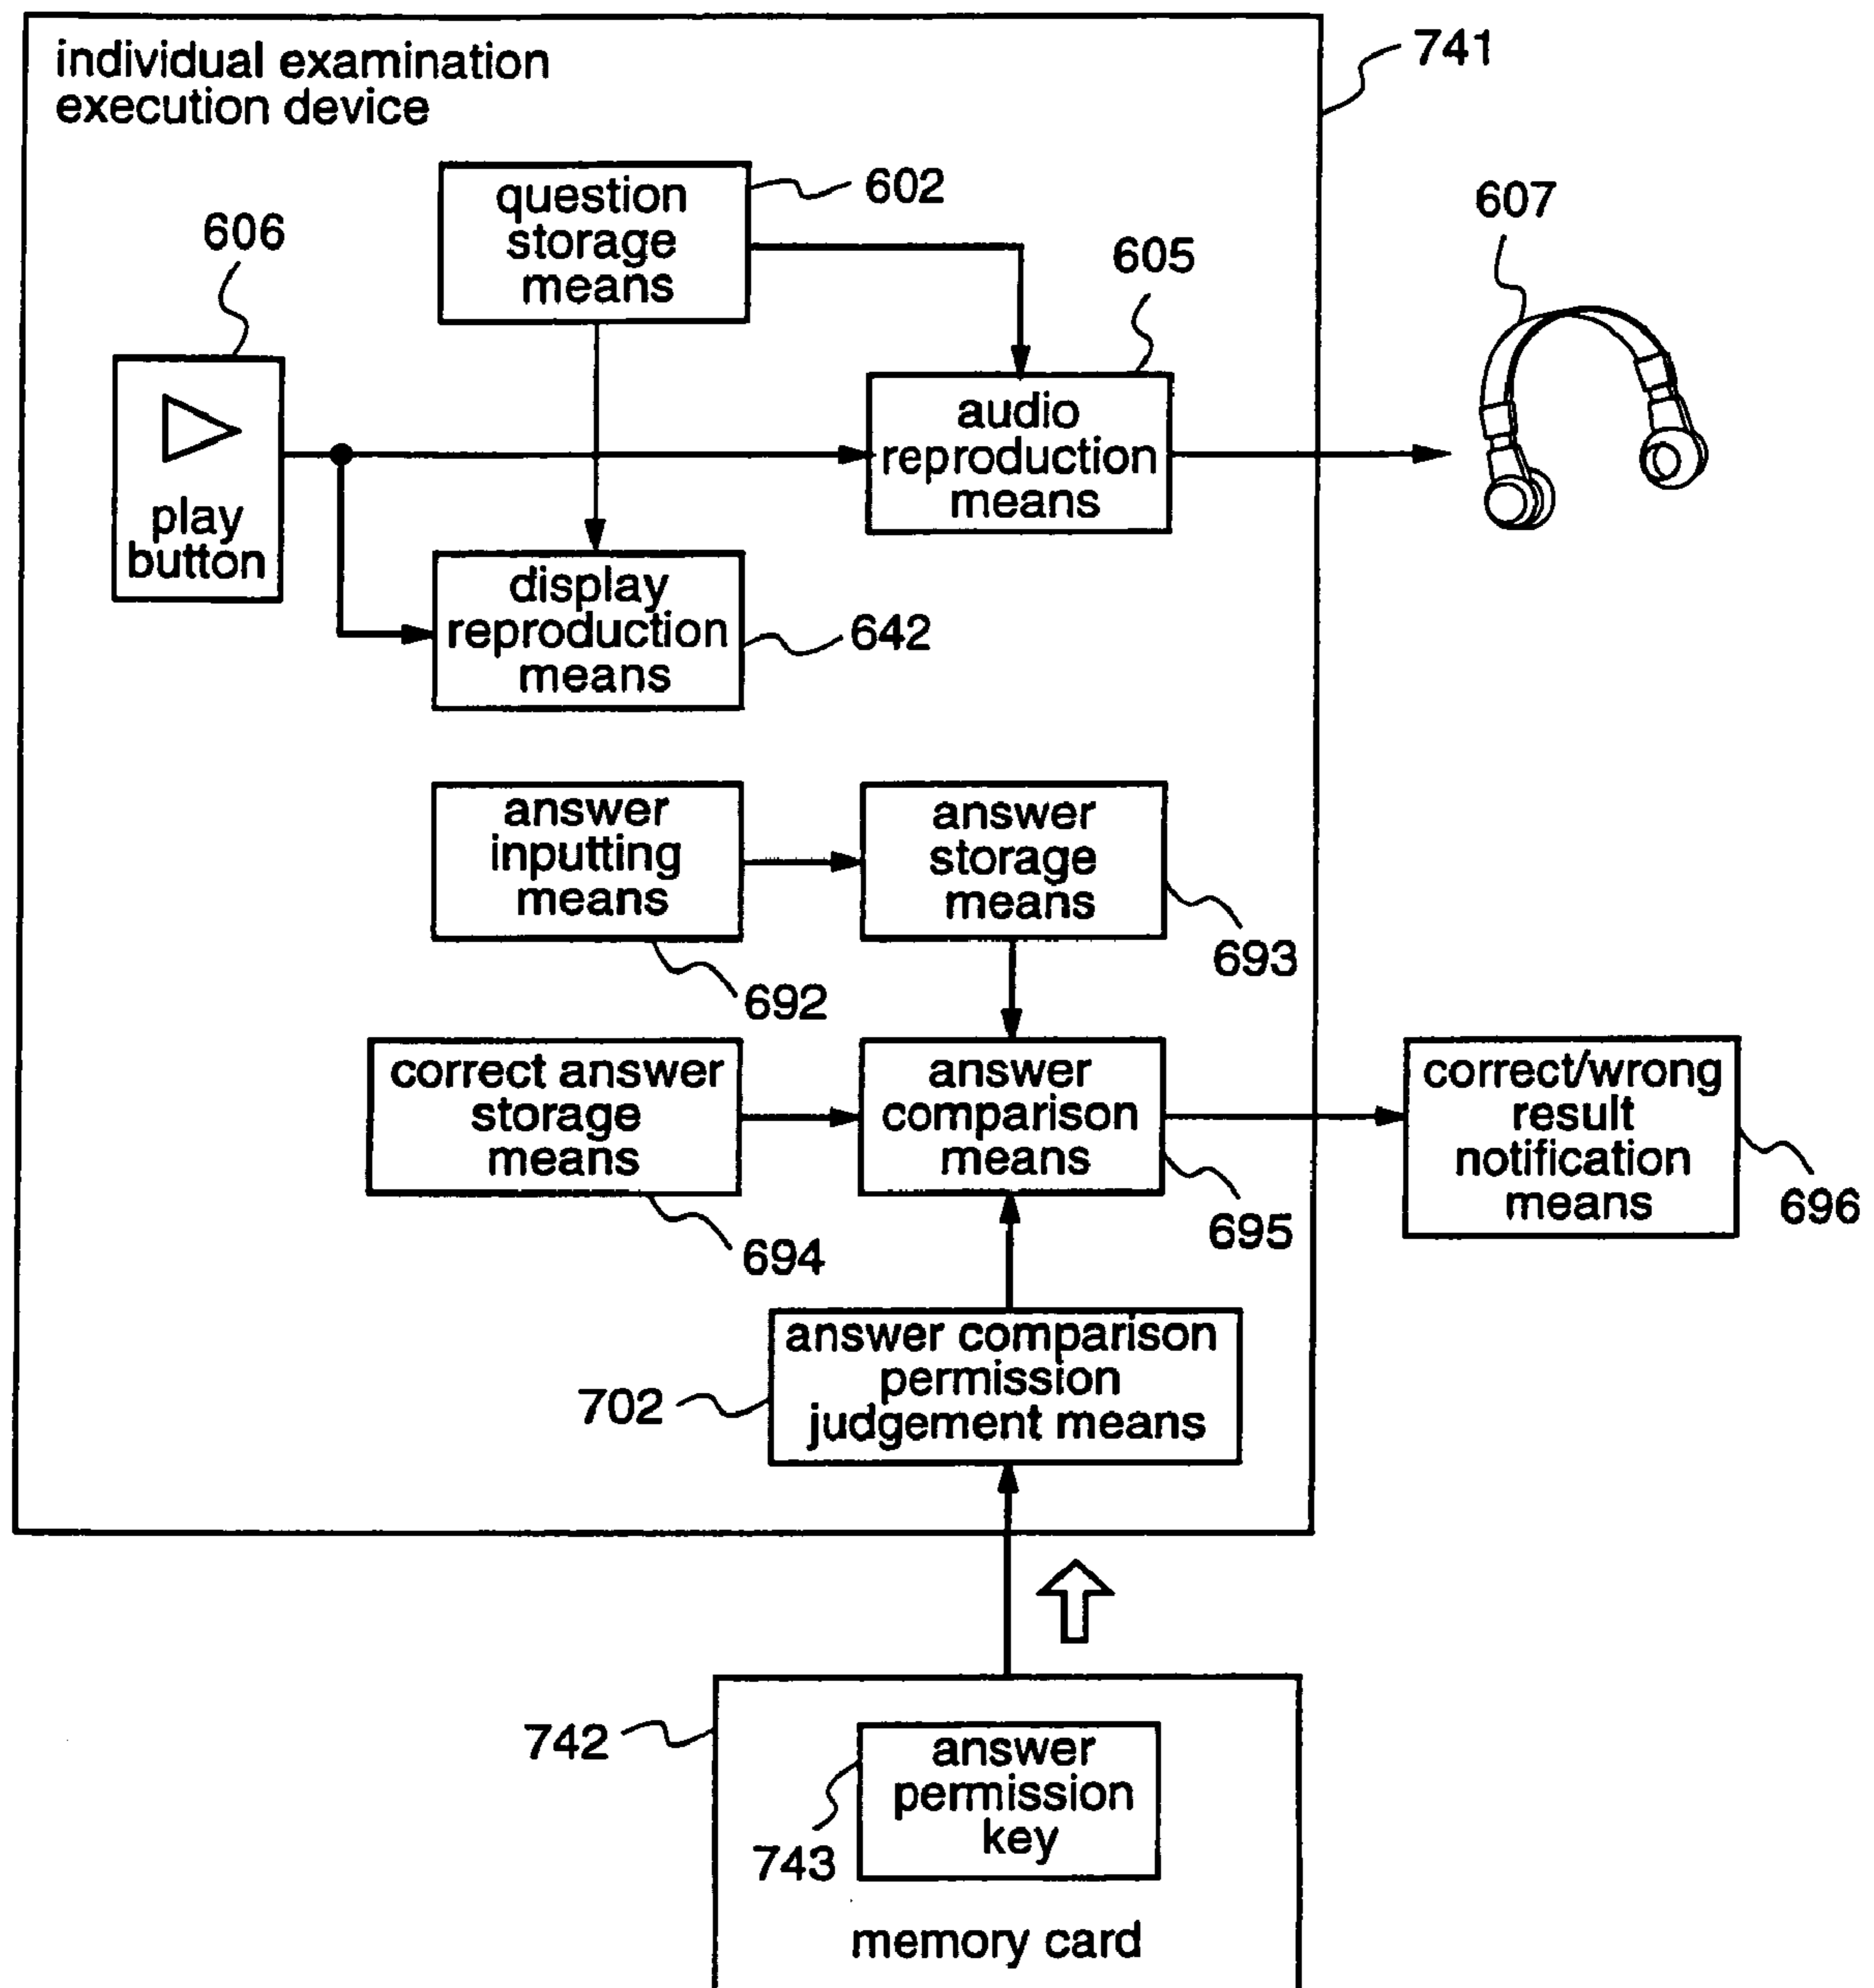 individual examination
execution device
741
question
storage
means
602
606
605
607
play
button
audio
reproduction
means
display
reproduction
means
642
answer
inputting
means
692
answer
storage
means
693
correct answer
storage
means
694
answer
comparison
means
695
correct/wrong
result
notification
means
696
answer comparison
permission
judgement means
702
742
answer
permission
key
743
memory card